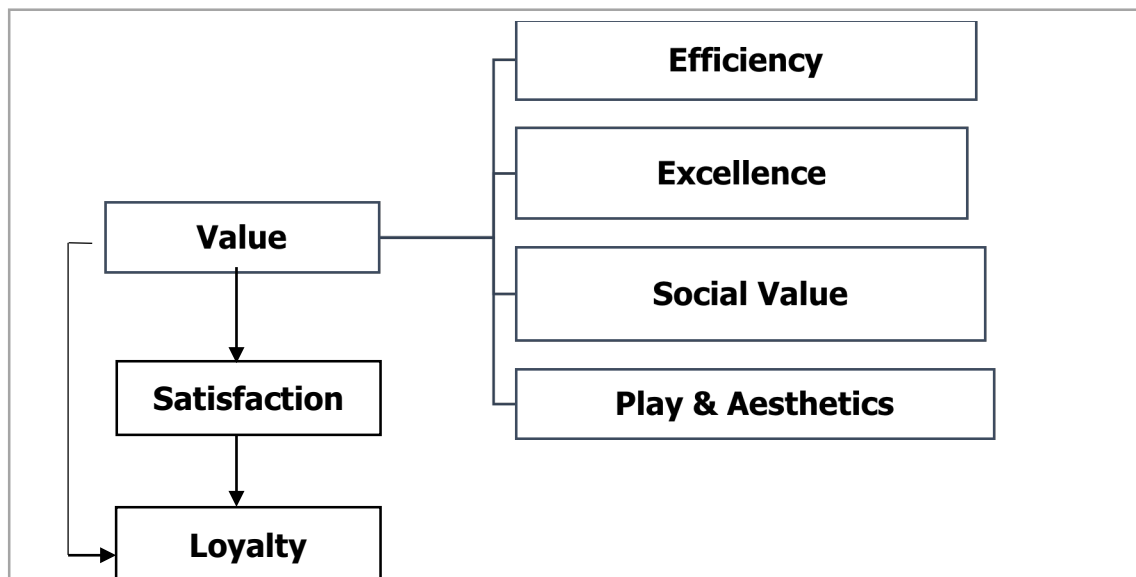 Efficiency
Excellence
Value
Social Value
Satisfaction
Play & Aesthetics
Loyalty